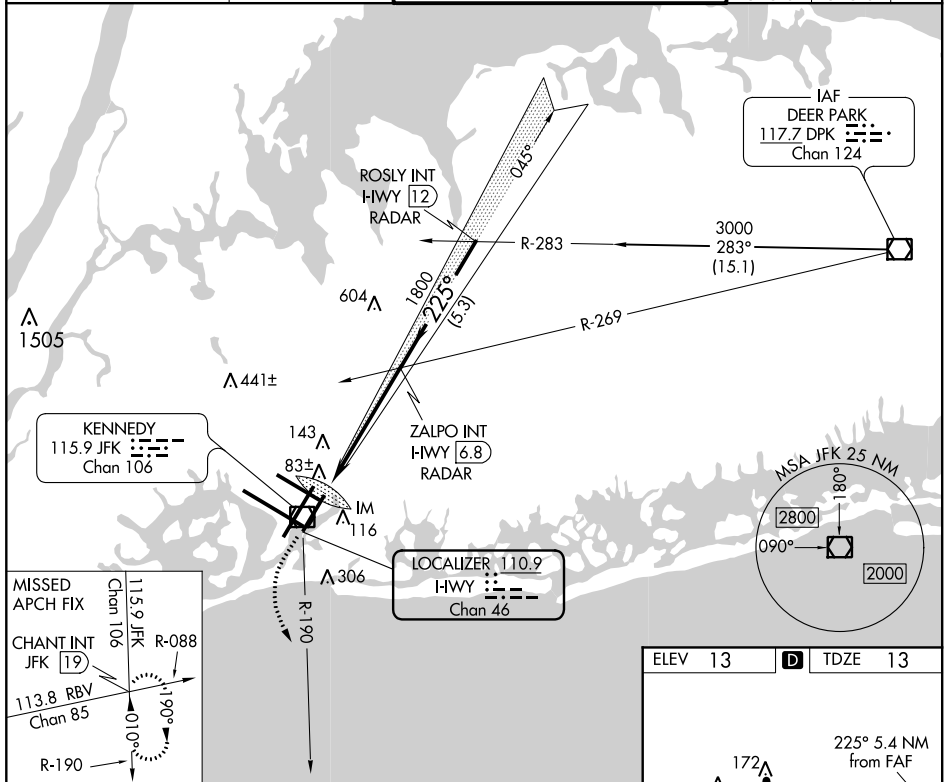 IAF
DEER PARK
117.7 DPK
Chan 124
ROSLY INT
I-IWY 12
RADAR
045°
R-283
3000
283°
(15.1)
1800
225°
(5.3)
604
R-269
1505
441±
KENNEDY
115.9 JFK
Chan 106
143
83±
ZALPO INT
I-IWY 6.8
RADAR
IM
116
MSA JFK 25 NM
180°
2800
090°
2000
LOCALIZER 110.9
I-IWY
Chan 46
306
R-190
MISSED
APCH FIX
115.9 JFK
Chan 106
CHANT INT
JFK 19
R-088
113.8 RBV
Chan 85
190°
010°
R-190
ELEV 13 D TDZE 13
225° 5.4 NM
from FAF
172